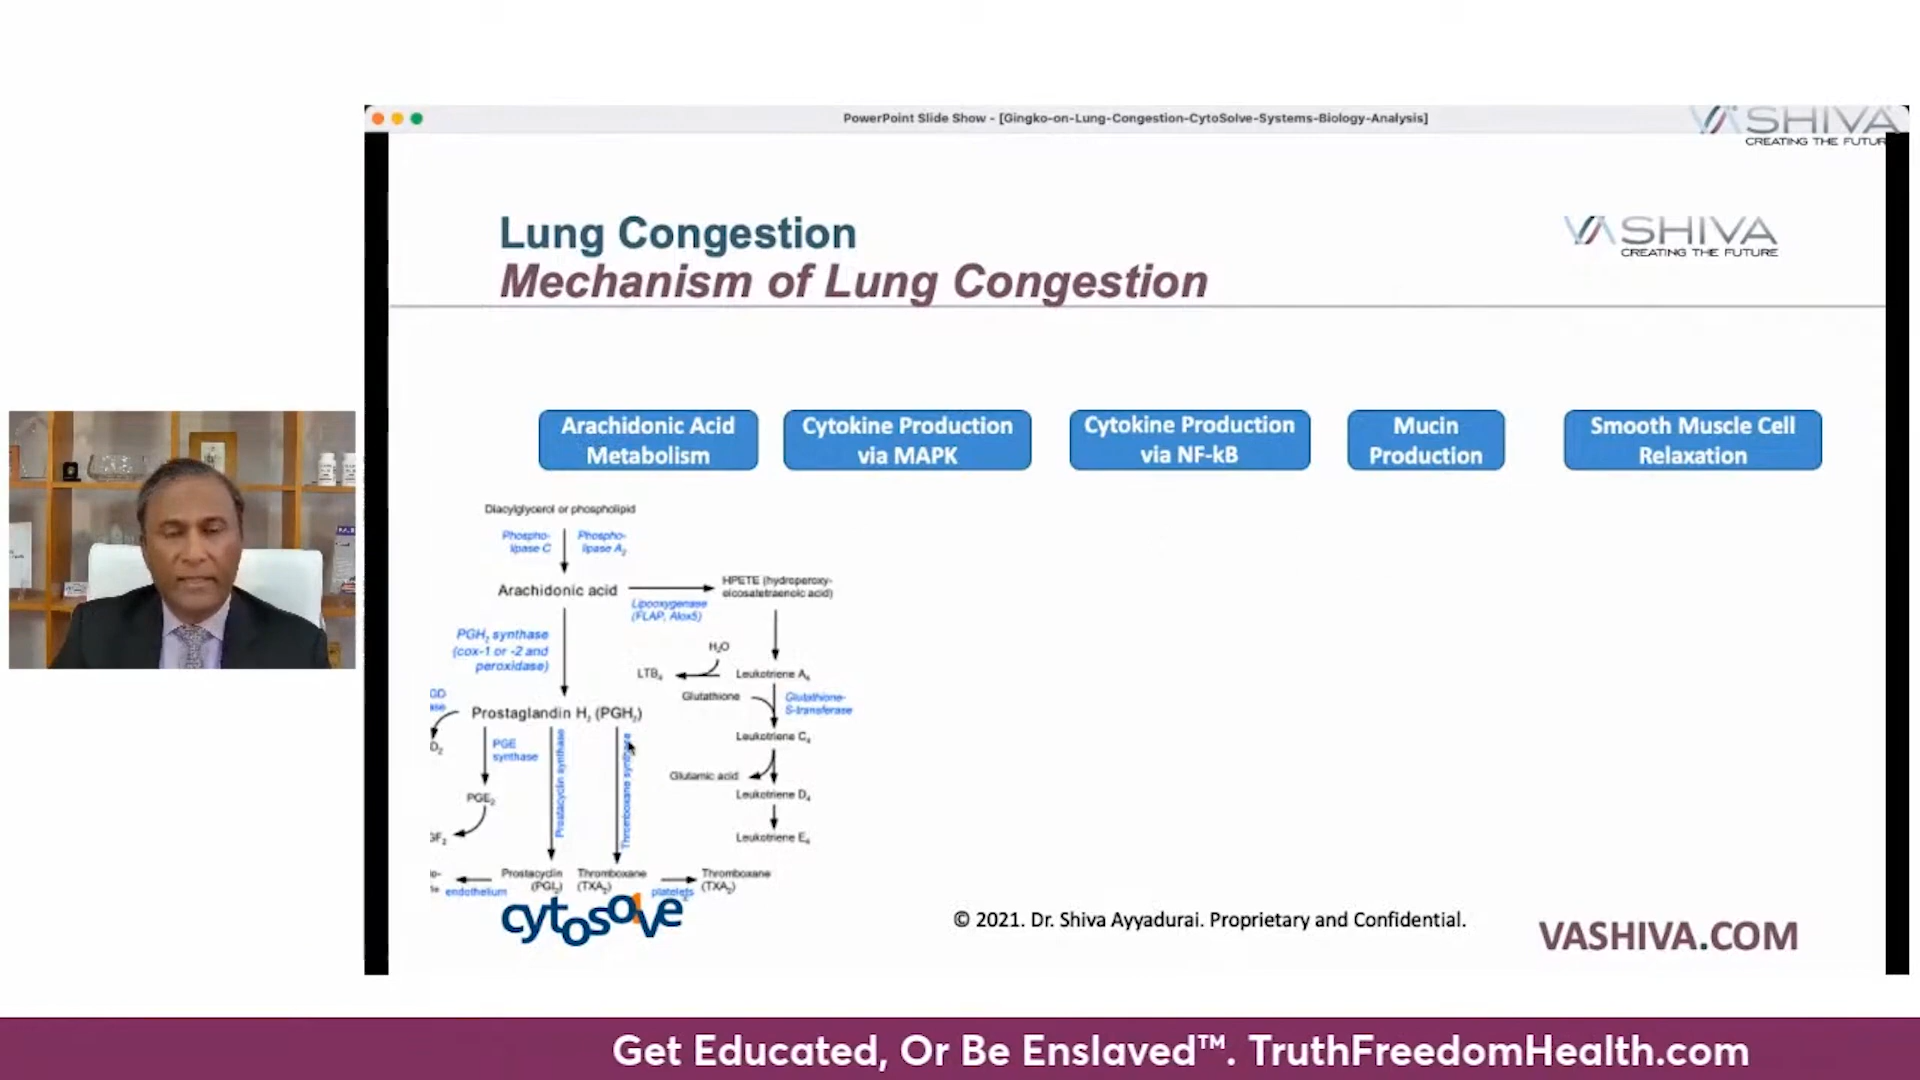 PowerPoint Slide Show - [Gingko-on-Lung-Congestion-CytoSolve-Systems-Biology-Analysis]
VASHIVA
CREATING THE FUTUR
Lung Congestion
Mechanism of Lung Congestion
VASHIVA
CREATING THE FUTURE
Arachidonic Acid
Metabolism
Cytokine Production
via MAPK
Cytokine Production
via NF-kB
Mucin
Production
Smooth Muscle Cell
Relaxation
Diacylglycerol or phospholipid
Phospho-
lipase C
Phospho-
lipase A₂
Arachidonic acid
Lipoxygenase
(FLAP, Alox5)
HPETE (hydroperoxy-
eicosatetraenoic acid)
PGH₂ synthase
(cox-1 or -2 and
peroxidase)
H₂O
LTB₄
Leukotriene A₄
Glutathione
Glutathione-
S-transferase
GD
ase
Prostaglandin H₂ (PGH₂)
D₂
PGE
synthase
Prostacyclin synthase
Thromboxane synthase
Leukotriene C₄
Glutamic acid
PGE₂
Leukotriene D₄
GF₂
Leukotriene E₄
endothelium
Prostacyclin
(PGI₂)
Thromboxane
(TXA₂)
platelets
Thromboxane
(TXA₂)
cytosolve
© 2021. Dr. Shiva Ayyadurai. Proprietary and Confidential.
VASHIVA.COM
Get Educated, Or Be Enslaved™. TruthFreedomHealth.com